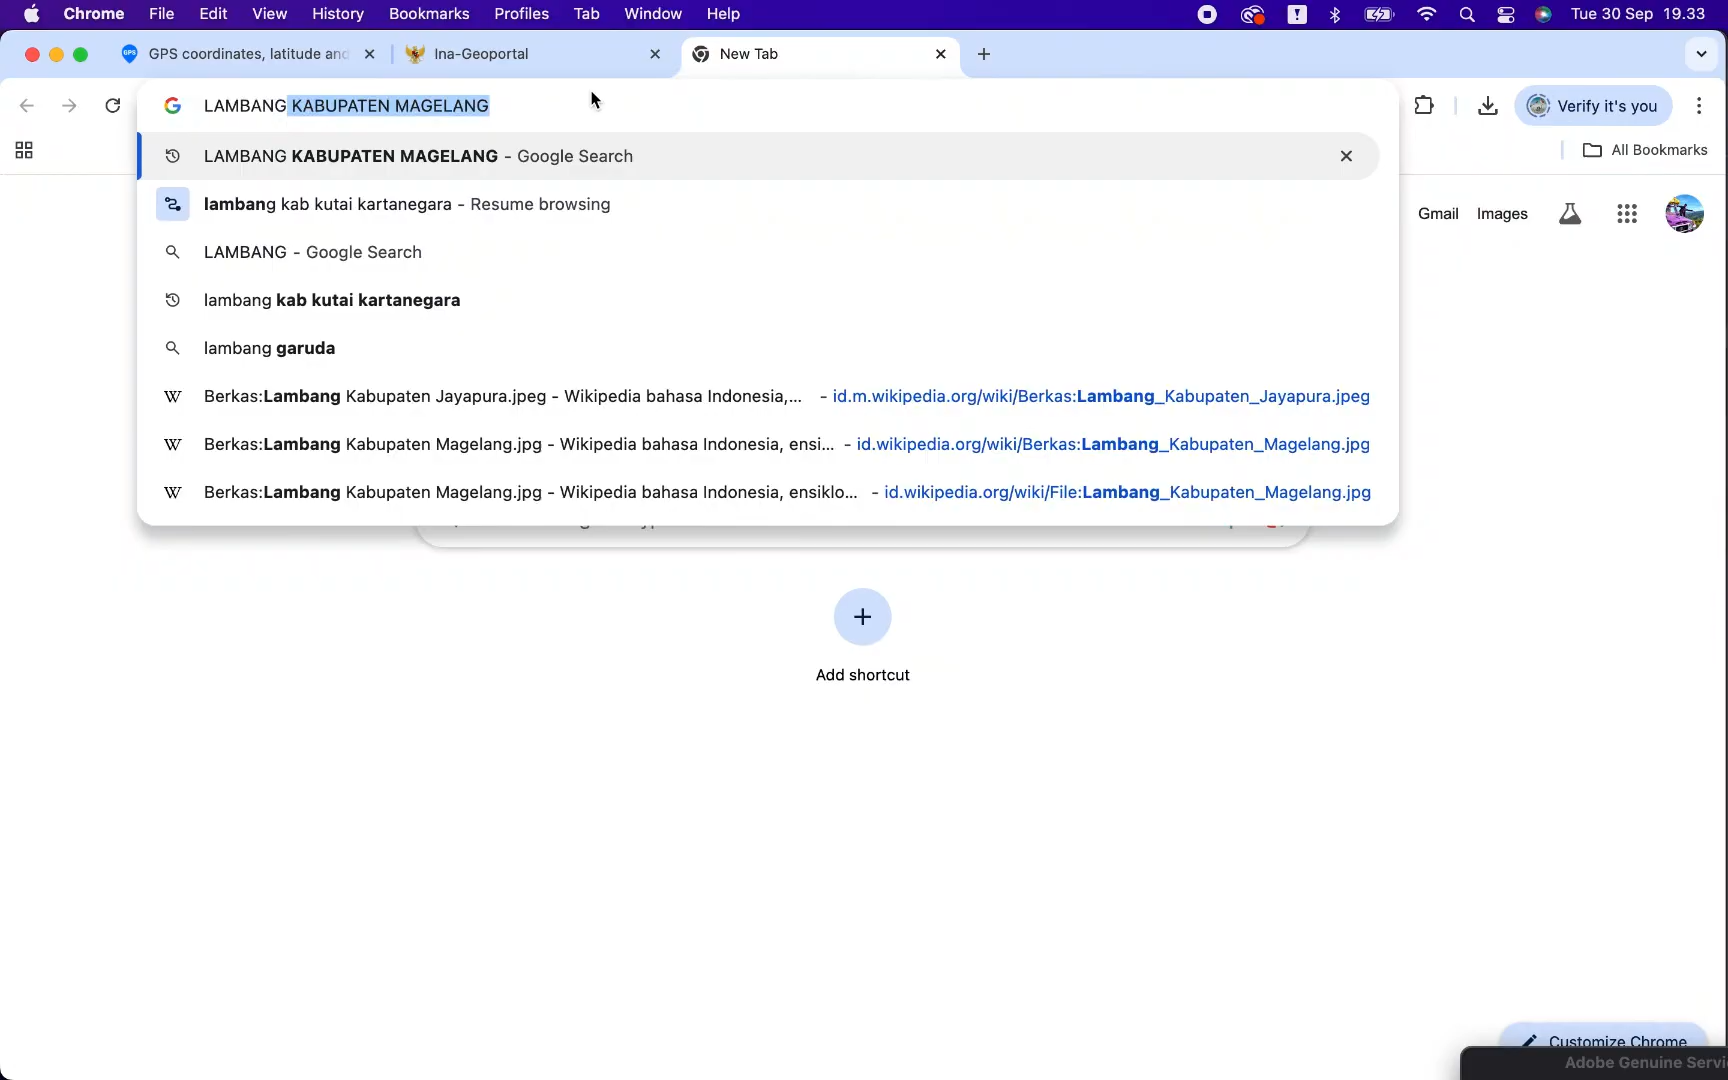 Chrome File Edit View History Bookmarks Profiles Tab Window Help Tue 30 Sep 19.33
GPS coordinates, latitude and Ina-Geoportal New Tab
LAMBANG KABUPATEN MAGELANG Verify it's you
All Bookmarks
LAMBANG KABUPATEN MAGELANG - Google Search
lambang kab kutai kartanegara - Resume browsing
Gmail Images
LAMBANG - Google Search
lambang kab kutai kartanegara
lambang garuda
Berkas:Lambang Kabupaten Jayapura.jpeg - Wikipedia bahasa Indonesia,... - id.m.wikipedia.org/wiki/Berkas:Lambang_Kabupaten_Jayapura.jpeg
Berkas:Lambang Kabupaten Magelang.jpg - Wikipedia bahasa Indonesia, ensi... - id.wikipedia.org/wiki/Berkas:Lambang_Kabupaten_Magelang.jpg
Berkas:Lambang Kabupaten Magelang.jpg - Wikipedia bahasa Indonesia, ensiklo... - id.wikipedia.org/wiki/File:Lambang_Kabupaten_Magelang.jpg
Add shortcut
Customize Chrome
Adobe Genuine Servi